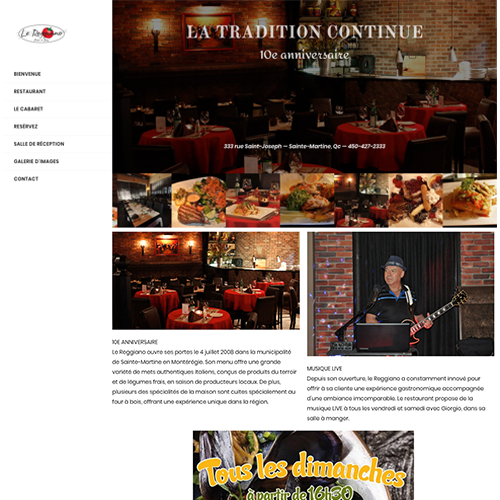 Le Reggiano
BIENVENUE
RESTAURANT
LE CABARET
RESERVEZ
SALLE DE RÉCEPTION
GALERIE D'IMAGES
CONTACT
LA TRADITION CONTINUE
10e anniversaire
333 rue Saint-Joseph — Sainte-Martine, Qc — 450-427-2333
10E ANNIVERSAIRE
Le Reggiano ouvre ses portes le 4 juillet 2008 dans la municipalité
de Sainte-Martine en Montérégie. Son menu offre une grande
variété de mets authentiques italiens, conçus de produits du terroir
et de légumes frais, en saison de producteurs locaux. De plus,
plusieurs des spécialités de la maison sont cuites spécialement au
four à bois, offrant une expérience unique dans la région.
MUSIQUE LIVE
Depuis son ouverture, le Reggiano a constamment innové pour
offrir à sa cliente une expérience gastronomique accompagnée
d'une ambiance imcomparable. Le restaurant propose de la
musique LIVE à tous les vendredi et samedi avec Giorgio, dans sa
salle à manger.
Tous les dimanches
à partir de 16h30